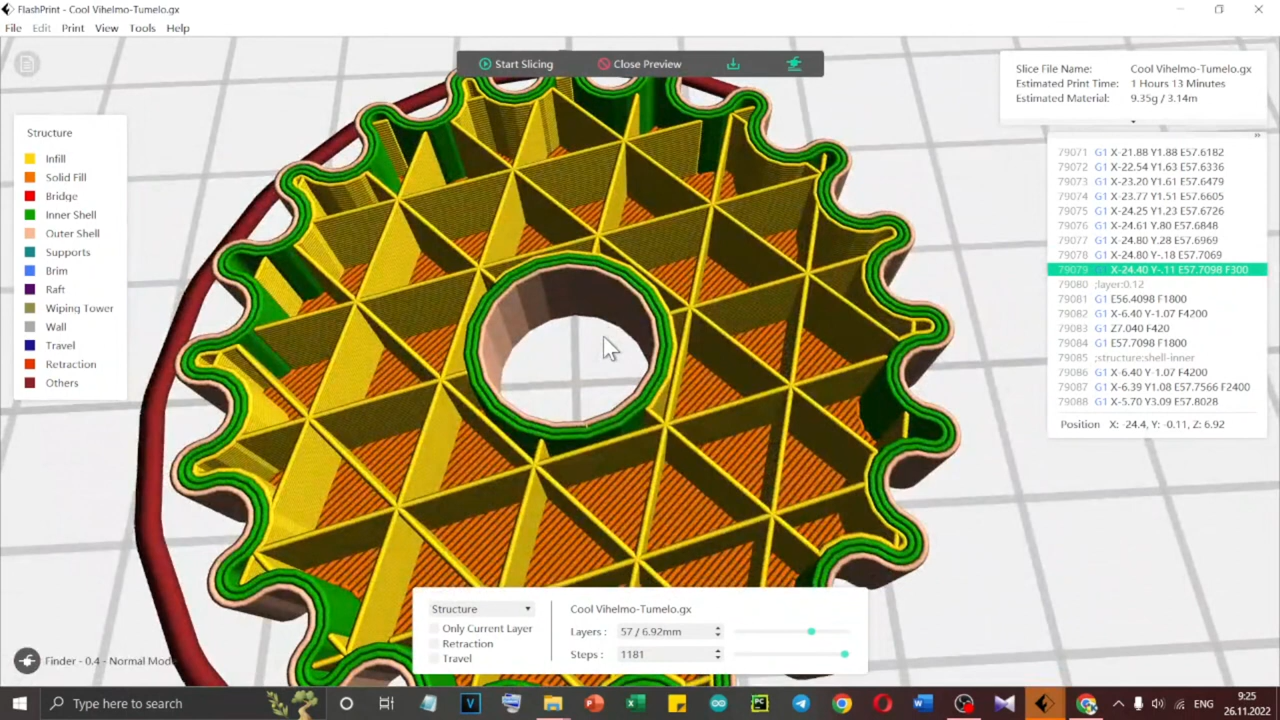 FlashPrint - Cool Vihelmo-Tumelo.gx
File Edit Print View Tools Help
Start Slicing Close Preview
Slice File Name: Cool Vihelmo-Tumelo.gx
Estimated Print Time: 1 Hours 13 Minutes
Estimated Material: 9.35g / 3.14m
Structure
Infill
Solid Fill
Bridge
Inner Shell
Outer Shell
Supports
Brim
Raft
Wiping Tower
Wall
Travel
Retraction
Others
79071 G1 X-21.88 Y1.88 E57.6182
79072 G1 X-22.54 Y1.63 E57.6336
79073 G1 X-23.20 Y1.61 E57.6479
79074 G1 X-23.77 Y1.51 E57.6605
79075 G1 X-24.25 Y1.23 E57.6726
79076 G1 X-24.61 Y.80 E57.6848
79077 G1 X-24.80 Y.28 E57.6969
79078 G1 X-24.80 Y-.18 E57.7069
79079 X-24.40 Y-.11 E57.7098 F300
79080 ;layer:0.12
79081 G1 E56.4098 F1800
79082 G1 X-6.40 Y-1.07 F4200
79083 G1 Z7.040 F420
79084 G1 E57.7098 F1800
79085 ;structure:shell-inner
79086 G1 X-6.40 Y-1.07 F4200
79087 G1 X-6.39 Y1.08 E57.7566 F2400
79088 G1 X-5.70 Y3.09 E57.8028
Position X: -24.4, Y: -0.11, Z: 6.92
Structure
Only Current Layer
Retraction
Travel
Cool Vihelmo-Tumelo.gx
Layers : 57 / 6.92mm
Steps : 1181
Finder - 0.4 - Normal Mod
Type here to search
ENG
9:25
26.11.2022